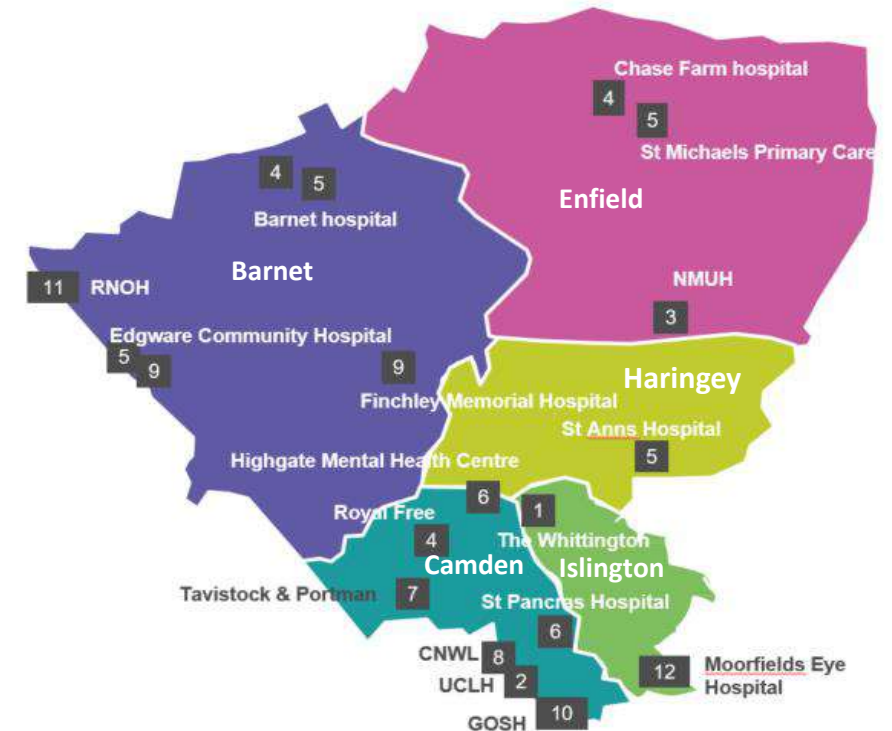 Chase Farm hospital
4
5
St Michaels Primary Care
4
5
Enfield
Barnet hospital
Barnet
NMUH
11 RNOH
3
Edgware Community Hospital
5
9
9
Haringey
Finchley Memorial Hospital
St Anns Hospital
5
Highgate Mental Health Centre
6
Royal Free
1
4
The Whittington
Camden
Islington
Tavistock & Portman 7
St Pancras Hospital
6
CNWL 8
12 Moorfields Eye
Hospital
UCLH 2
GOSH 10